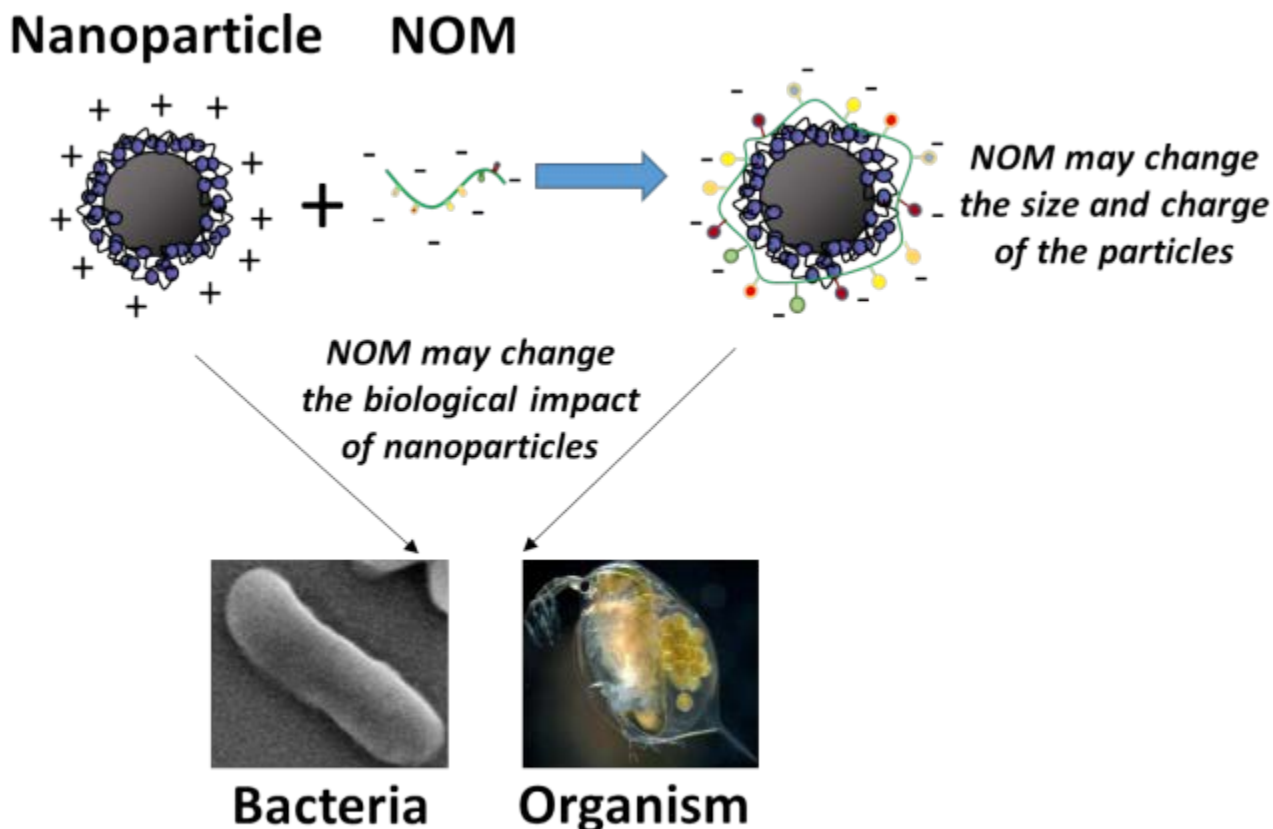 Nanoparticle NOM
NOM may change
the size and charge
of the particles
NOM may change
the biological impact
of nanoparticles
Bacteria Organism